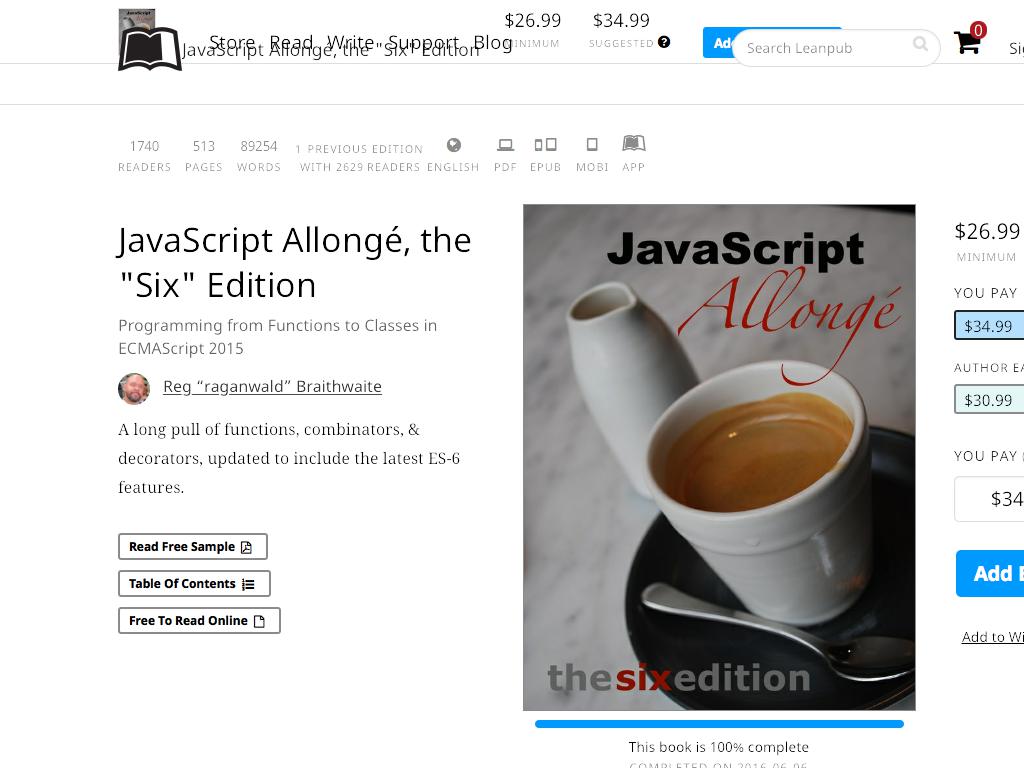 $26.99 $34.99
MINIMUM SUGGESTED
Store Read Write Support Blog
JavaScript Allongé, the "Six" Edition
Search Leanpub
0
1740 513 89254 1 PREVIOUS EDITION
READERS PAGES WORDS WITH 2629 READERS ENGLISH PDF EPUB MOBI APP
JavaScript Allongé, the
"Six" Edition
Programming from Functions to Classes in
ECMAScript 2015
Reg “raganwald” Braithwaite
A long pull of functions, combinators, &
decorators, updated to include the latest ES-6
features.
Read Free Sample
Table Of Contents
Free To Read Online
JavaScript
Allongé
thesixedition
This book is 100% complete
COMPLETED ON 2016-06-06
$26.99
MINIMUM
YOU PAY
$34.99
AUTHOR EA
$30.99
YOU PAY
$34
Add E
Add to Wi